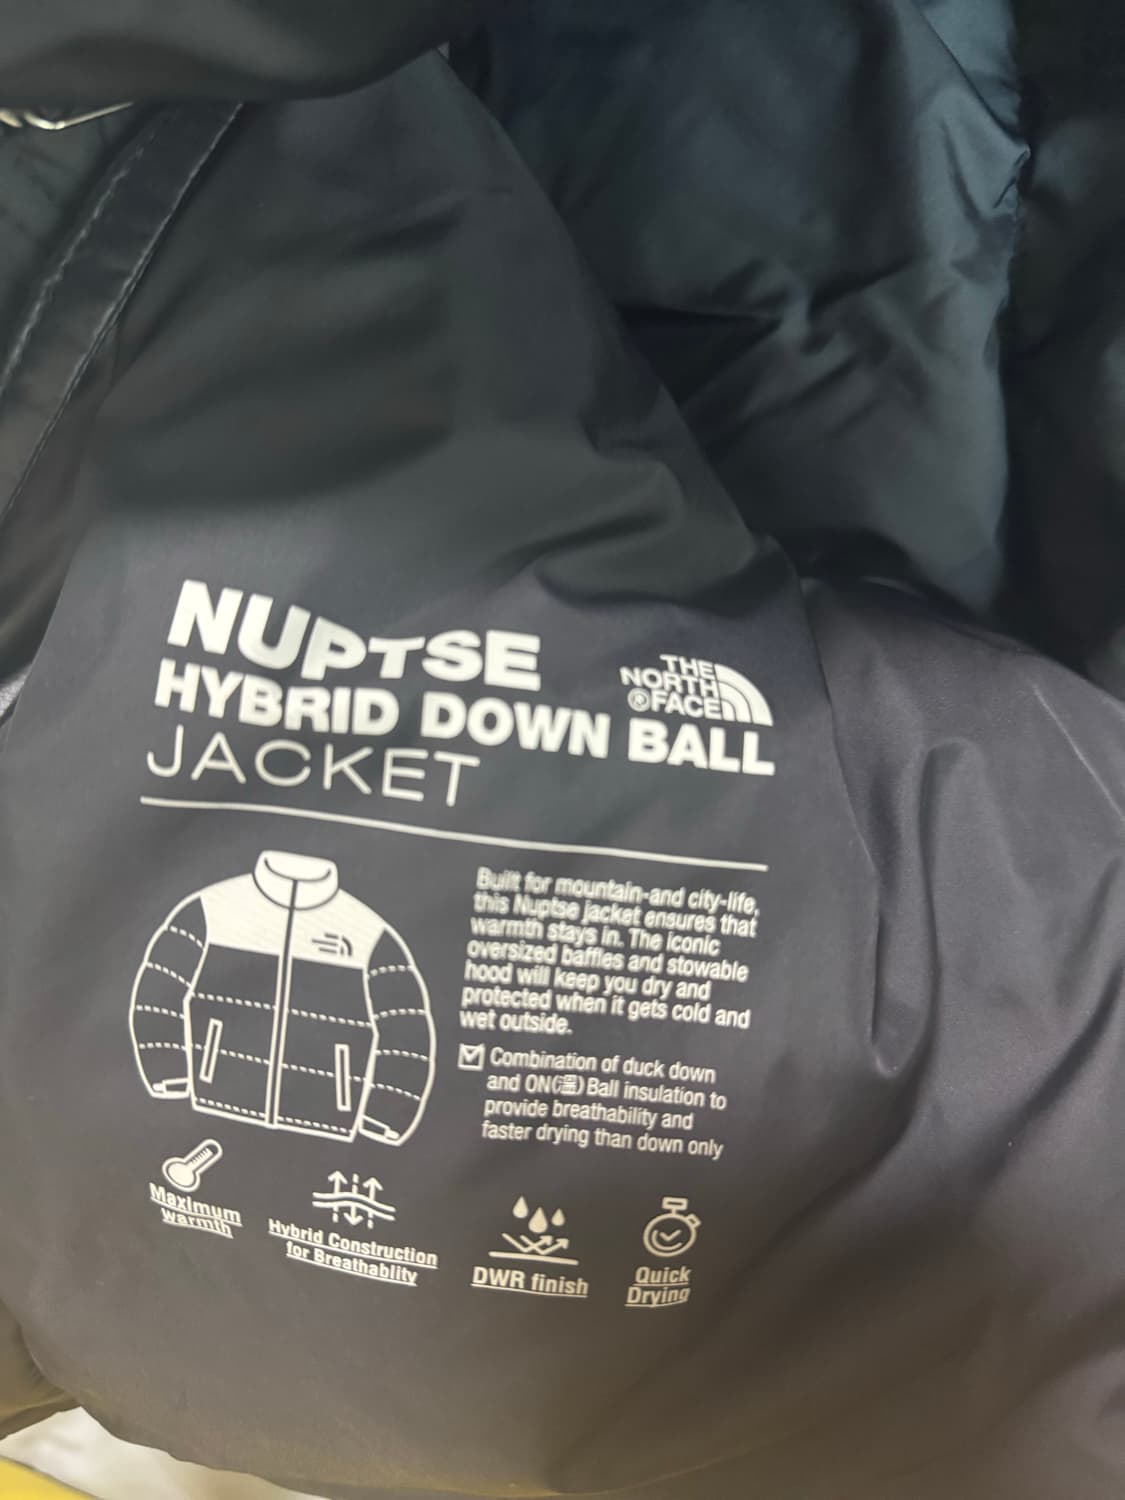 NUPTSE
HYBRID DOWN BALL
JACKET
THE
NORTH
®FACE
Built for mountain-and city-life,
this Nuptse jacket ensures that
warmth stays in. The iconic
oversized baffles and stowable
hood will keep you dry and
protected when it gets cold and
wet outside.
Combination of duck down
and ON(温) Ball insulation to
provide breathability and
faster drying than down only
Maximum
warmth
Hybrid Construction
for Breathablity
DWR finish
Quick
Drying